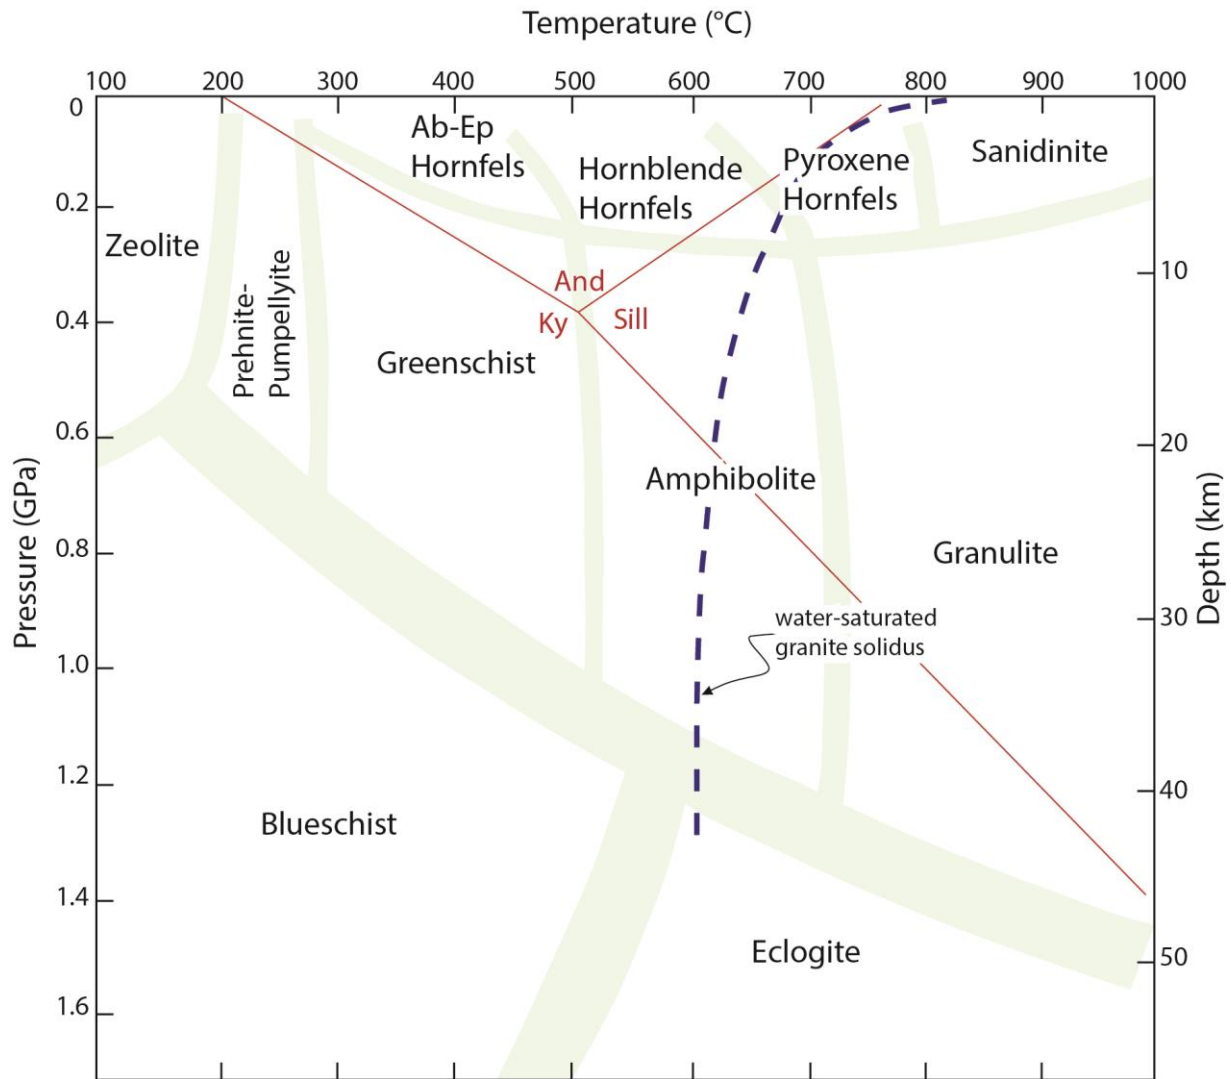 Temperature (°C)
100 200 300 400 500 600 700 800 900 1000
0
0.2
0.4
0.6
0.8
1.0
1.2
1.4
1.6
Pressure (GPa)
10
20
30
40
50
Depth (km)
Ab-Ep
Hornfels
Hornblende
Hornfels
Pyroxene
Hornfels
Sanidinite
Zeolite
Prehnite-
Pumpellyite
And
Ky
Sill
Greenschist
Amphibolite
Granulite
water-saturated
granite solidus
Blueschist
Eclogite